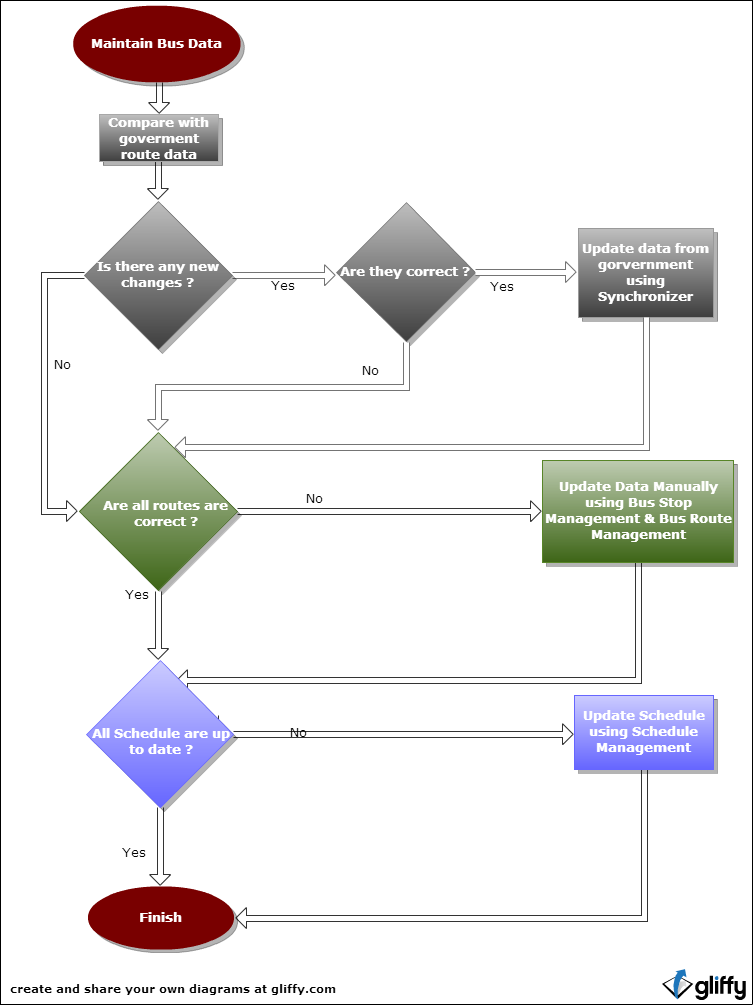 Maintain Bus Data
Compare with
goverment
route data
Is there any new
changes ?
Yes
Are they correct ?
Yes
Update data from
gorvernment
using
Synchronizer
No
No
Are all routes are
correct ?
No
Update Data Manually
using Bus Stop
Management & Bus Route
Management
Yes
All Schedule are up
to date ?
No
Update Schedule
using Schedule
Management
Yes
Finish
create and share your own diagrams at gliffy.com
gliffy